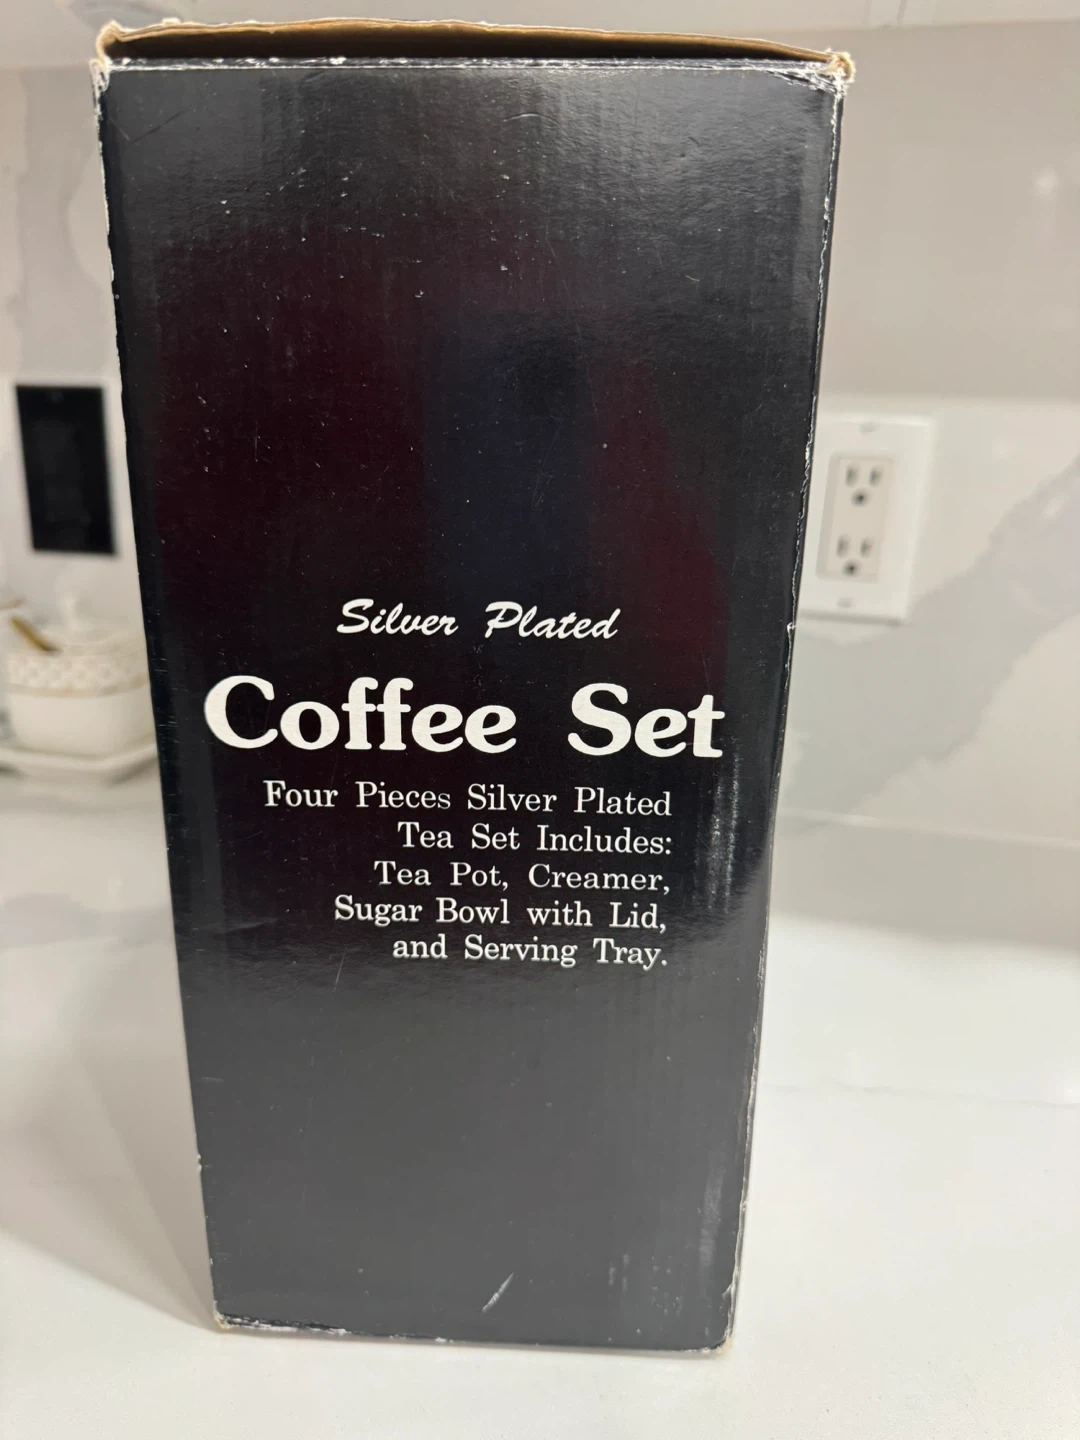 Silver Plated
Coffee Set
Four Pieces Silver Plated
Tea Set Includes:
Tea Pot, Creamer,
Sugar Bowl with Lid,
and Serving Tray.